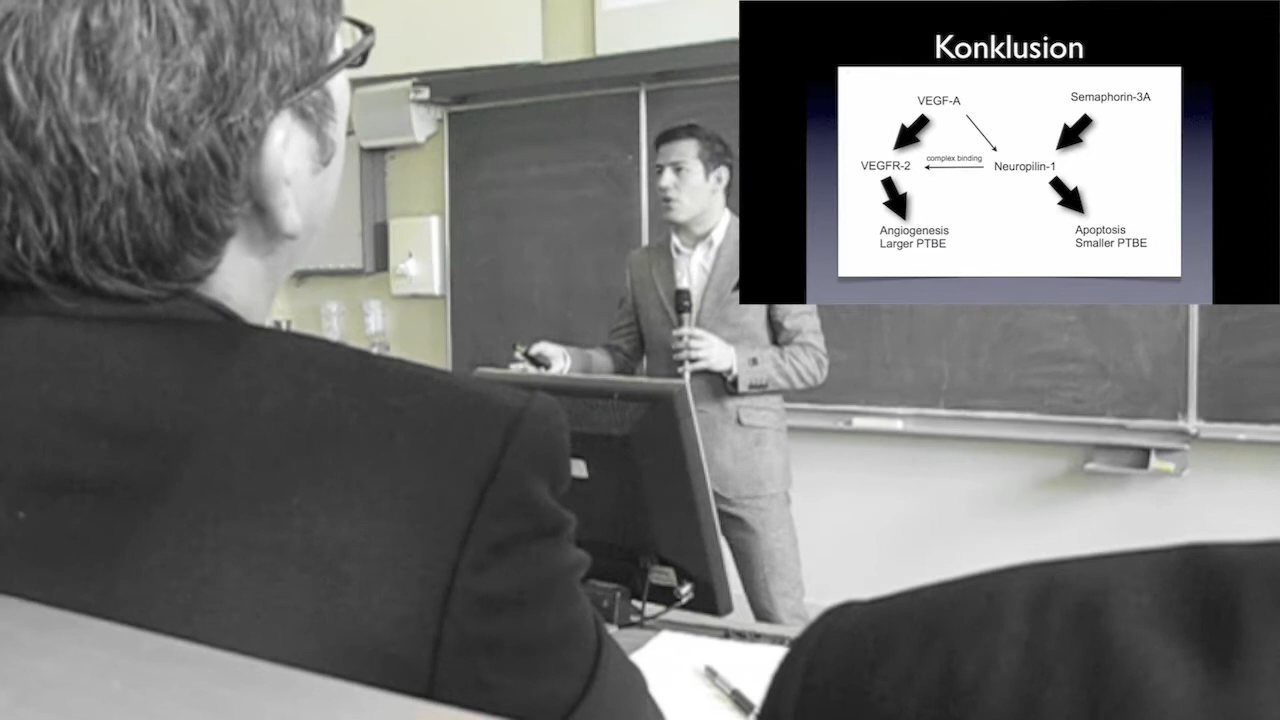 Konklusion
VEGF-A
Semaphorin-3A
complex binding
VEGFR-2
Neuropilin-1
Angiogenesis
Larger PTBE
Apoptosis
Smaller PTBE